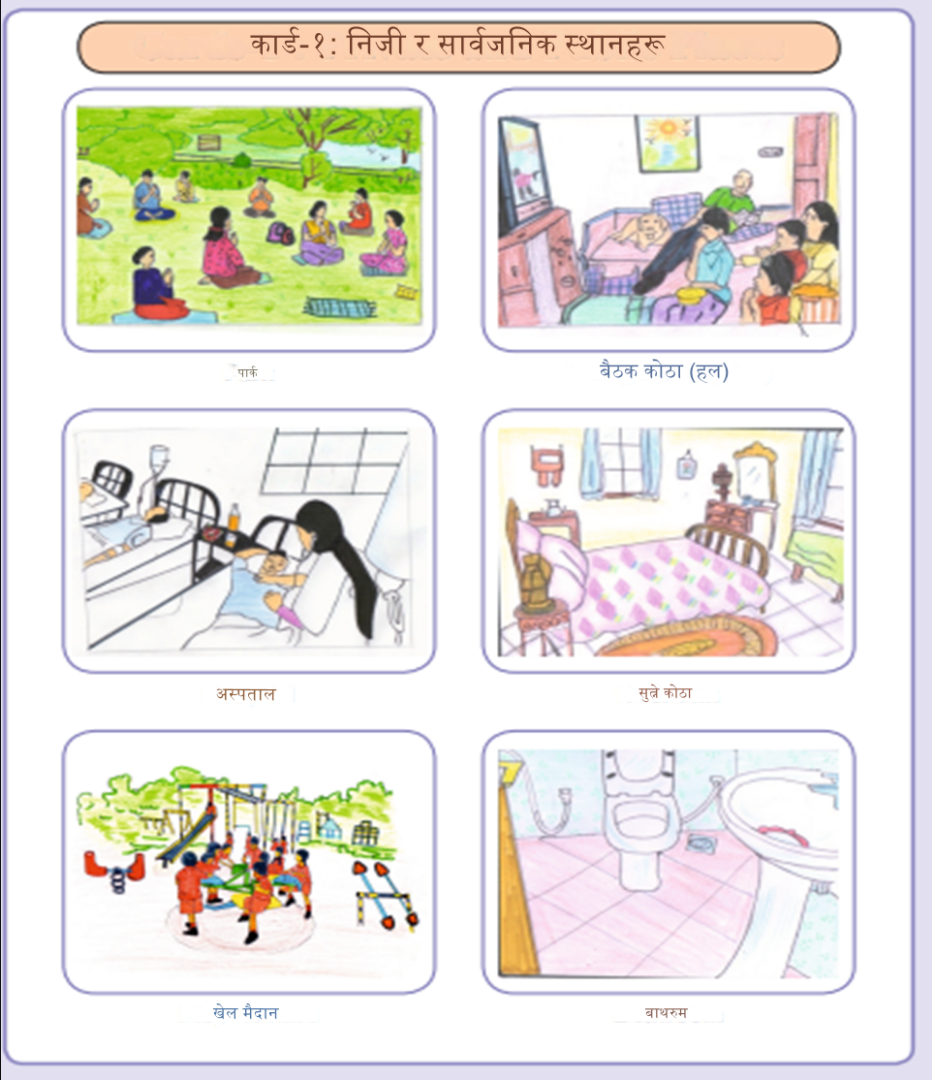 कार्ड-१: निजी र सार्वजनिक स्थानहरू
पार्क
बैठक कोठा (हल)
अस्पताल
सुत्ने कोठा
खेल मैदान
बाथरुम